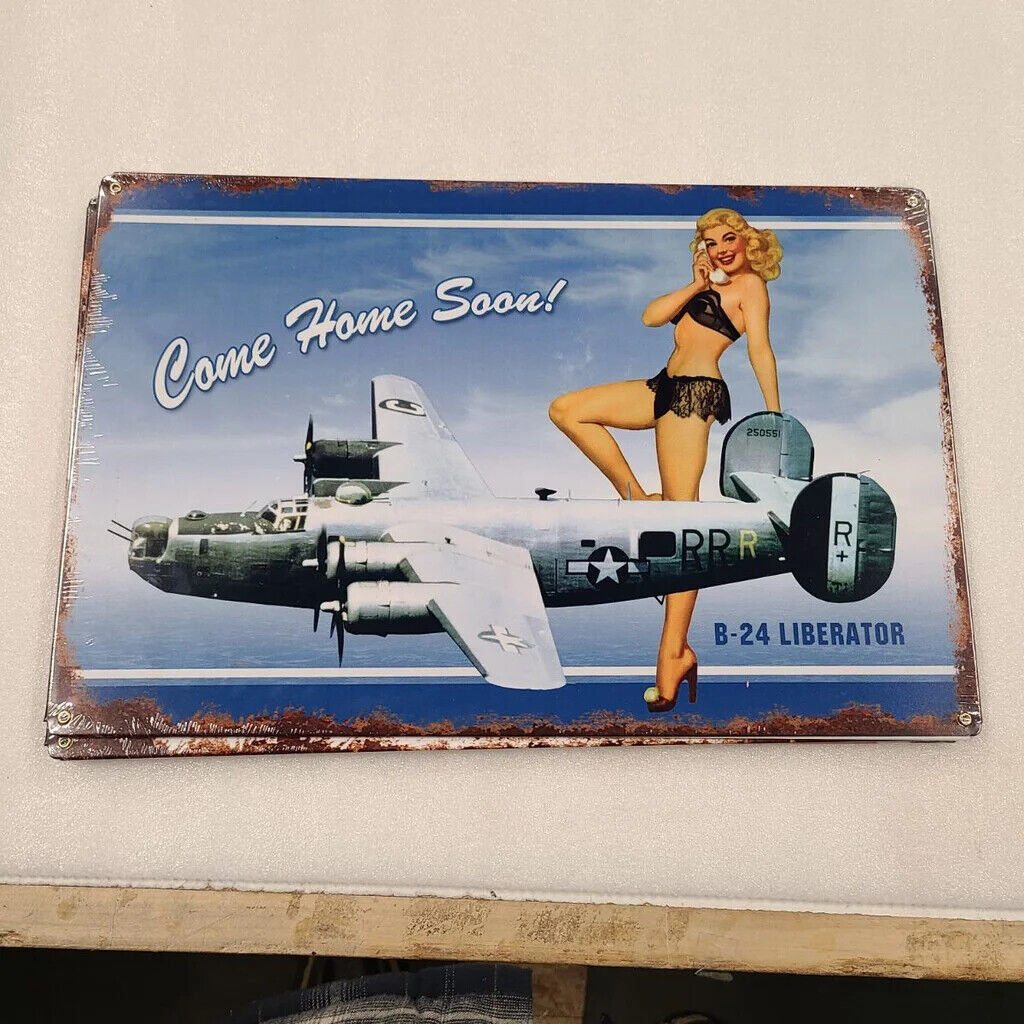 Come Home Soon!
C
250551
RR R
R
+
B-24 LIBERATOR